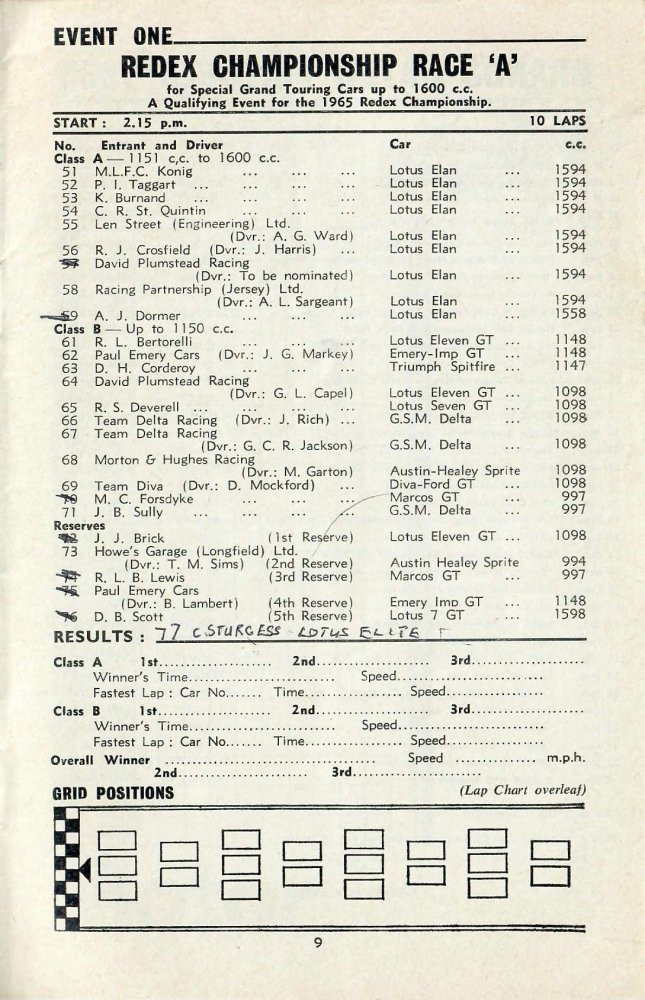 EVENT ONE
REDEX CHAMPIONSHIP RACE 'A'
for Special Grand Touring Cars up to 1600 c.c.
A Qualifying Event for the 1965 Redex Championship.
START : 2.15 p.m. 10 LAPS
No. Entrant and Driver Car c.c.
Class A — 1151 c,c. to 1600 c.c.
51 M.L.F.C. Konig ... ... ... Lotus Elan ... 1594
52 P. I. Taggart ... ... ... ... Lotus Elan ... 1594
53 K. Burnand ... ... ... ... Lotus Elan ... 1594
54 C. R. St. Quintin ... ... ... Lotus Elan ... 1594
55 Len Street (Engineering) Ltd.
(Dvr.: A. G. Ward) Lotus Elan ... 1594
56 R. J. Crosfield (Dvr.: J. Harris) ... Lotus Elan ... 1594
57 David Plumstead Racing
(Dvr.: To be nominated) Lotus Elan ... 1594
58 Racing Partnership (Jersey) Ltd.
(Dvr.: A. L. Sargeant) Lotus Elan ... 1594
59 A. J. Dormer ... ... ... Lotus Elan ... 1558
Class B — Up to 1150 c.c.
61 R. L. Bertorelli ... ... ... Lotus Eleven GT ... 1148
62 Paul Emery Cars (Dvr.: J. G. Markey) Emery-Imp GT ... 1148
63 D. H. Corderoy ... ... ... Triumph Spitfire ... 1147
64 David Plumstead Racing
(Dvr.: G. L. Capel) Lotus Eleven GT ... 1098
65 R. S. Deverell ... ... ... ... Lotus Seven GT ... 1098
66 Team Delta Racing (Dvr.: J. Rich) ... G.S.M. Delta ... 1098
67 Team Delta Racing
(Dvr.: G. C. R. Jackson) G.S.M. Delta ... 1098
68 Morton & Hughes Racing
(Dvr.: M. Garton) Austin-Healey Sprite 1098
69 Team Diva (Dvr.: D. Mockford) ... Diva-Ford GT ... 1098
70 M. C. Forsdyke ... ... ... Marcos GT ... 997
71 J. B. Sully ... ... ... ... G.S.M. Delta ... 997
Reserves
72 J. J. Brick (1st Reserve) Lotus Eleven GT ... 1098
73 Howe's Garage (Longfield) Ltd.
(Dvr.: T. M. Sims) (2nd Reserve) Austin Healey Sprite 994
74 R. L. B. Lewis (3rd Reserve) Marcos GT ... 997
75 Paul Emery Cars
(Dvr.: B. Lambert) (4th Reserve) Emery Imp GT ... 1148
76 D. B. Scott (5th Reserve) Lotus 7 GT ... 1598
RESULTS : 77 C STURGESS LOTUS ELITE
Class A 1st...................... 2nd...................... 3rd......................
Winner's Time............................ Speed............................
Fastest Lap : Car No....... Time................... Speed...................
Class B 1st...................... 2nd...................... 3rd......................
Winner's Time............................ Speed............................
Fastest Lap : Car No....... Time................... Speed...................
Overall Winner .................................... Speed ............... m.p.h.
2nd............................ 3rd..........................
GRID POSITIONS (Lap Chart overleaf)
9